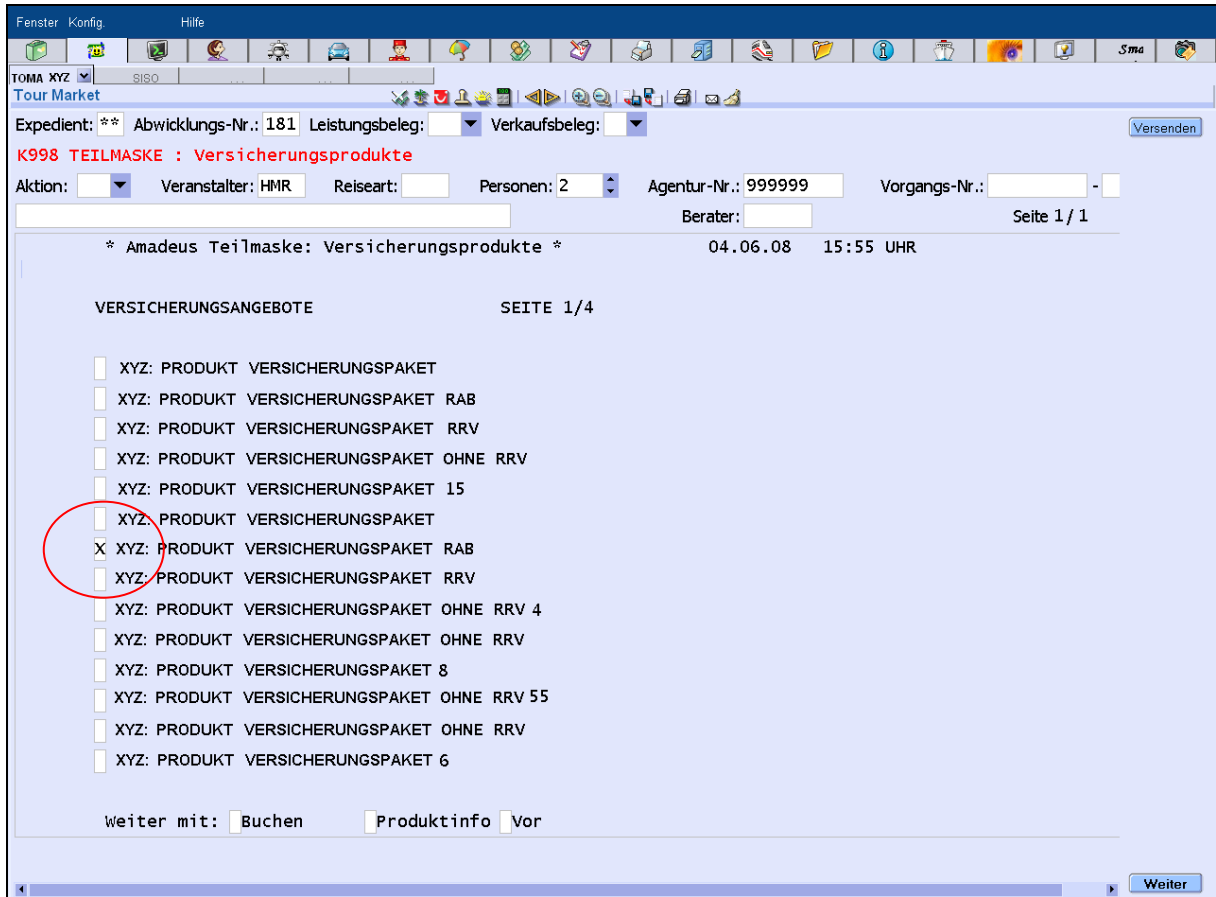 Fenster Konfig. Hilfe
Sma
TOMA XYZ SISO ... ... ...
Tour Market
Expedient: ** Abwicklungs-Nr.: 181 Leistungsbeleg: Verkaufsbeleg: Versenden
K998 TEILMASKE : Versicherungsprodukte
Aktion: Veranstalter: HMR Reiseart: Personen: 2 Agentur-Nr.: 999999 Vorgangs-Nr.: -
Berater: Seite 1 / 1
* Amadeus Teilmaske: Versicherungsprodukte * 04.06.08 15:55 UHR
VERSICHERUNGSANGEBOTE SEITE 1/4
XYZ: PRODUKT VERSICHERUNGSPAKET
XYZ: PRODUKT VERSICHERUNGSPAKET RAB
XYZ: PRODUKT VERSICHERUNGSPAKET RRV
XYZ: PRODUKT VERSICHERUNGSPAKET OHNE RRV
XYZ: PRODUKT VERSICHERUNGSPAKET 15
XYZ: PRODUKT VERSICHERUNGSPAKET
X XYZ: PRODUKT VERSICHERUNGSPAKET RAB
XYZ: PRODUKT VERSICHERUNGSPAKET RRV
XYZ: PRODUKT VERSICHERUNGSPAKET OHNE RRV 4
XYZ: PRODUKT VERSICHERUNGSPAKET OHNE RRV
XYZ: PRODUKT VERSICHERUNGSPAKET 8
XYZ: PRODUKT VERSICHERUNGSPAKET OHNE RRV 55
XYZ: PRODUKT VERSICHERUNGSPAKET OHNE RRV
XYZ: PRODUKT VERSICHERUNGSPAKET 6
Weiter mit: Buchen Produktinfo Vor
Weiter